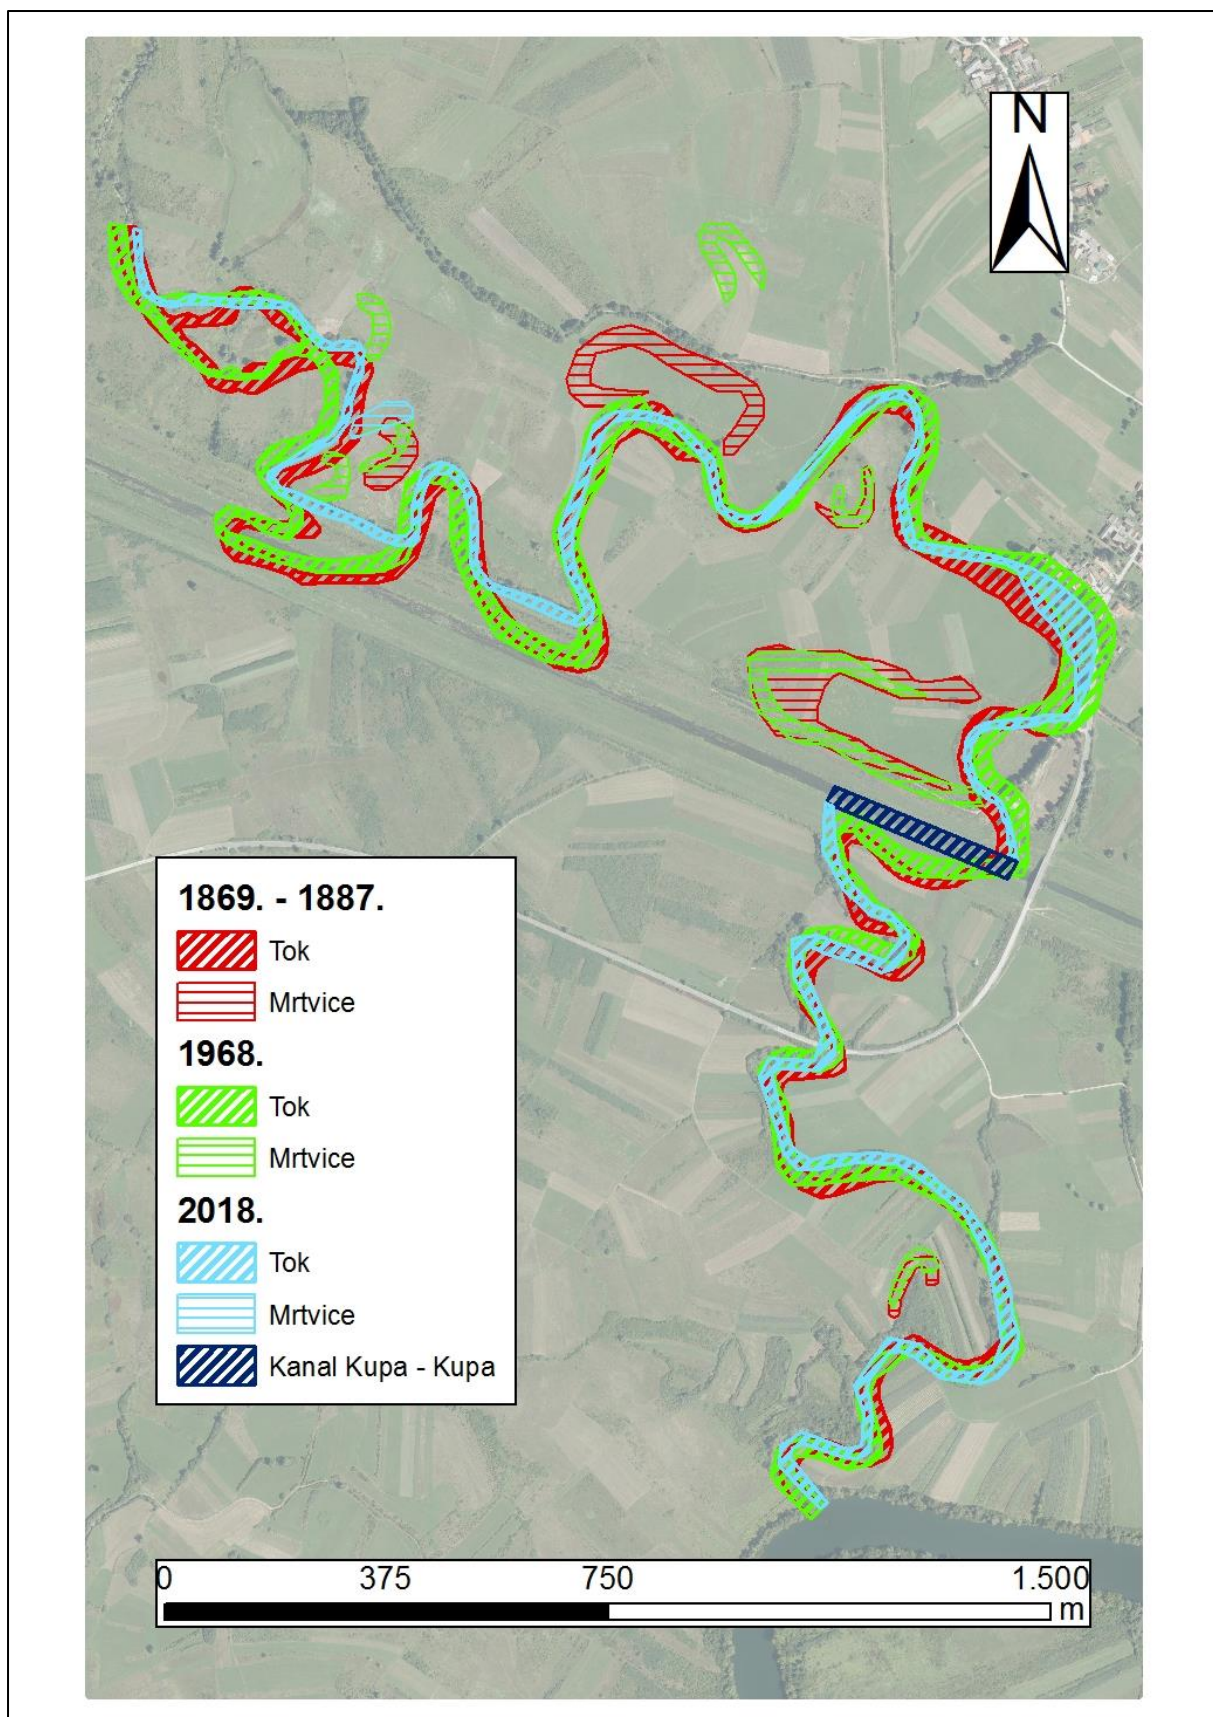 N
1869. - 1887.
Tok
Mrtvice
1968.
Tok
Mrtvice
2018.
Tok
Mrtvice
Kanal Kupa - Kupa
0 375 750 1.500
m